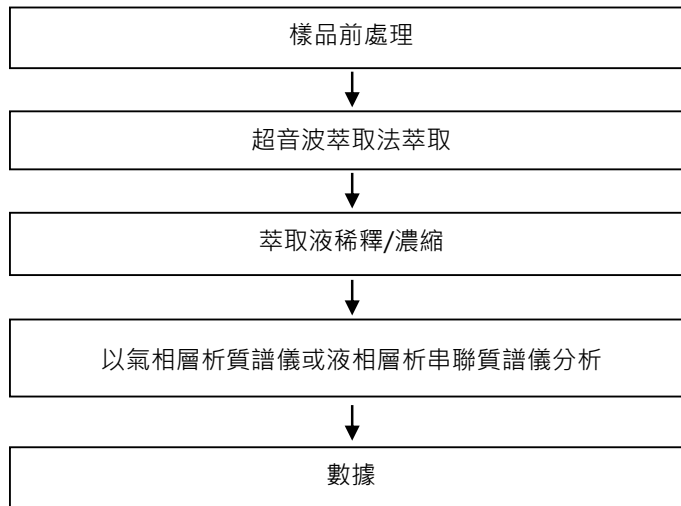 樣品前處理
超音波萃取法萃取
萃取液稀釋/濃縮
以氣相層析質譜儀或液相層析串聯質譜儀分析
數據